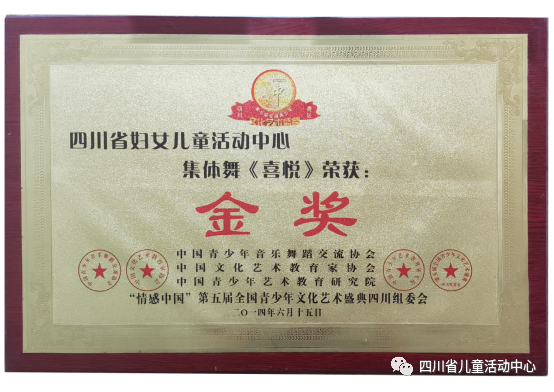 中
四川省妇女儿童活动中心
集体舞《喜悦》荣获：
金奖
中国青少年音乐舞蹈交流协会
中国文化艺术教育家协会
中国青少年艺术教育研究院
“情感中国”第五届全国青少年文化艺术盛典四川组委会
二〇一四年六月十五日
四川省儿童活动中心